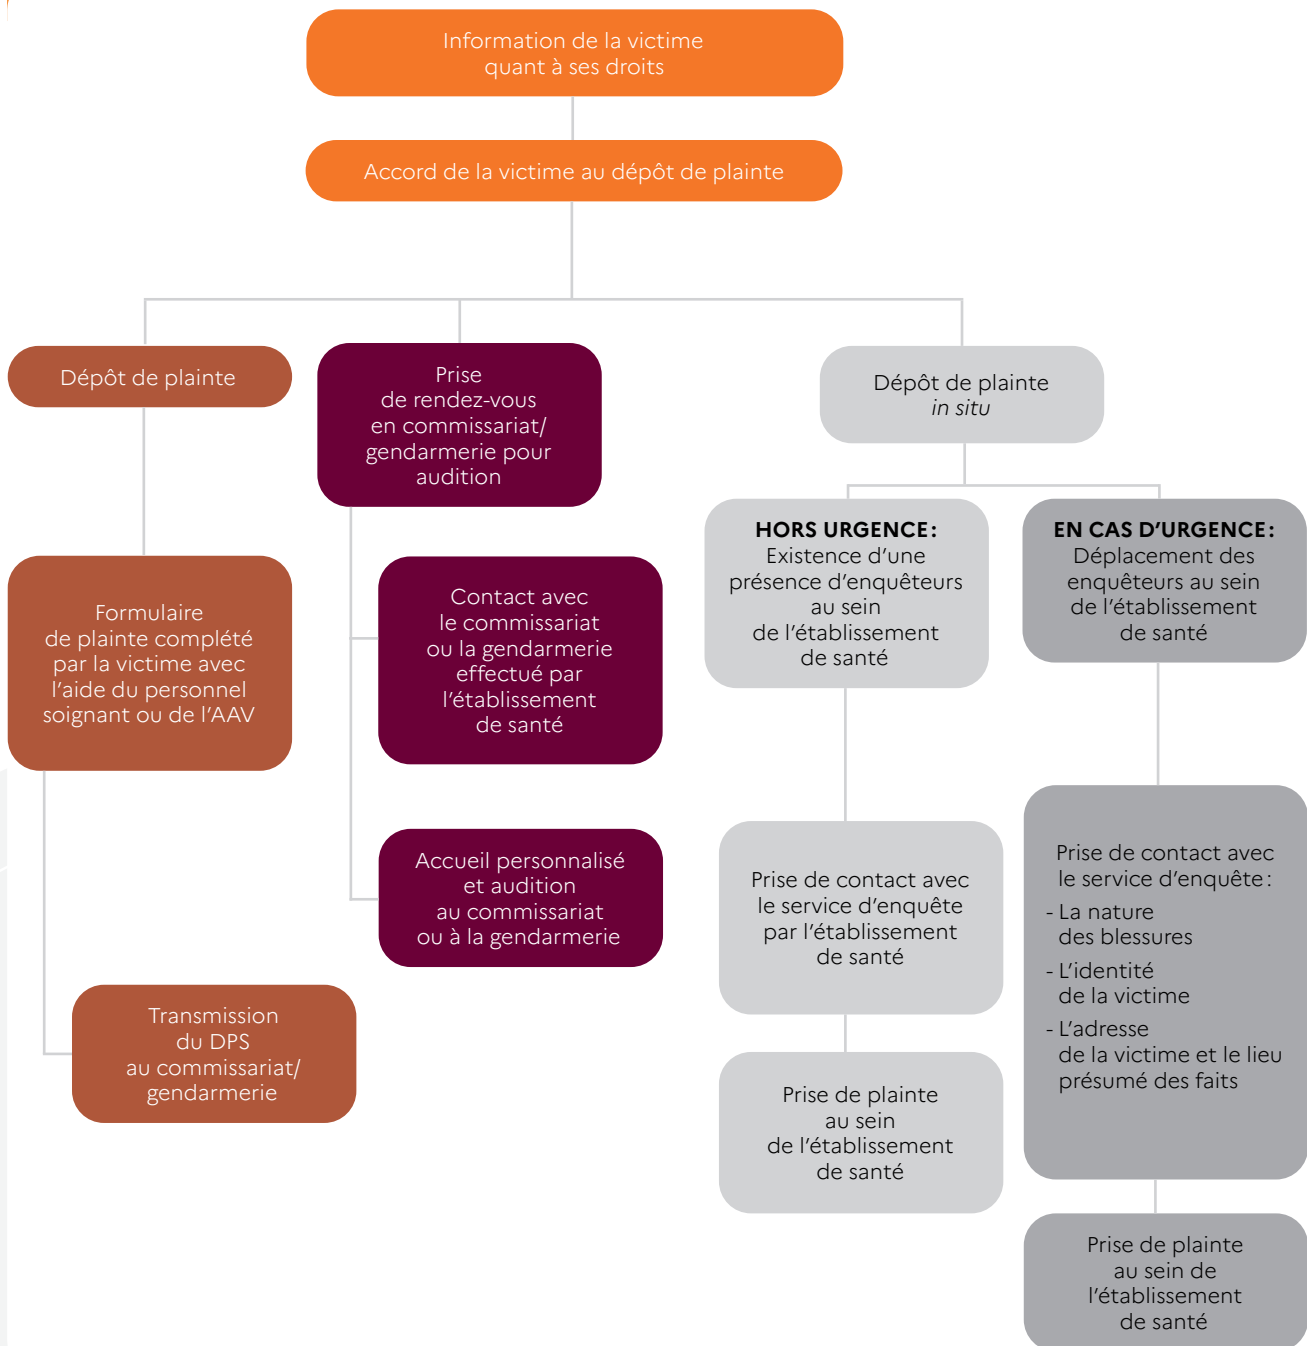 Information de la victime
quant à ses droits
Accord de la victime au dépôt de plainte
Dépôt de plainte
Formulaire
de plainte complété
par la victime avec
l'aide du personnel
soignant ou de l'AAV
Transmission
du DPS
au commissariat/
gendarmerie
Prise
de rendez-vous
en commissariat/
gendarmerie pour
audition
Contact avec
le commissariat
ou la gendarmerie
effectué par
l'établissement
de santé
Accueil personnalisé
et audition
au commissariat
ou à la gendarmerie
Dépôt de plainte
in situ
HORS URGENCE :
Existence d'une
présence d'enquêteurs
au sein
de l'établissement
de santé
Prise de contact avec
le service d'enquête
par l'établissement
de santé
Prise de plainte
au sein
de l'établissement
de santé
EN CAS D'URGENCE :
Déplacement des
enquêteurs au sein
de l'établissement
de santé
Prise de contact avec
le service d'enquête :
- La nature
des blessures
- L'identité
de la victime
- L'adresse
de la victime et le lieu
présumé des faits
Prise de plainte
au sein de
l'établissement
de santé